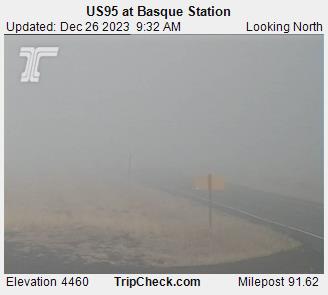 US95 at Basque Station
Updated: Dec 26 2023 9:32 AM Looking North
Elevation 4460 TripCheck.com Milepost 91.62